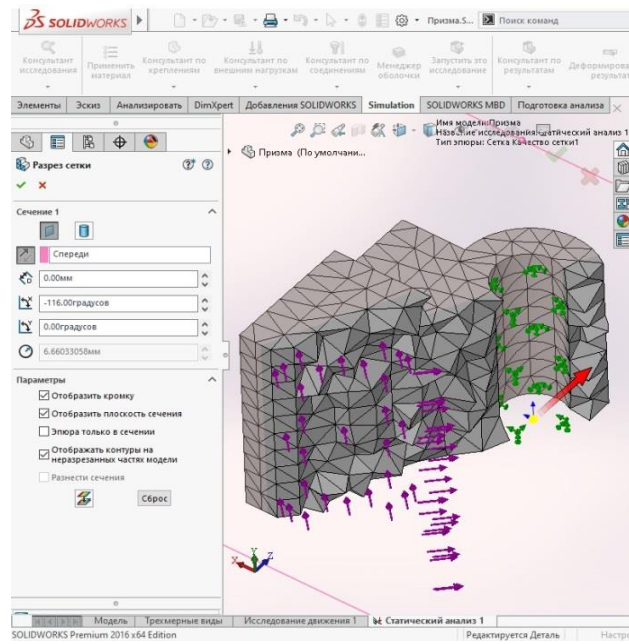 SOLIDWORKS
Призма.S...
Поиск команд
Консультант исследования
Применить материал
Консультант по креплениям
Консультант по внешним нагрузкам
Консультант по соединениям
Менеджер оболочки
Запустить это исследование
Консультант по результатам
Элементы
Эскиз
Анализировать
DimXpert
Добавления SOLIDWORKS
Simulation
SOLIDWORKS MBD
Подготовка анализа
Имя модели:Призма
Название исследования:Статический анализ 1
Тип эпюры: Сетка Качество сетки1
Призма (По умолчани...
Разрез сетки
Сечение 1
Спереди
0.00мм
-116.00градусов
0.00градусов
6.66033058мм
Параметры
Отобразить кромку
Отобразить плоскость сечения
Эпюра только в сечении
Отображать контуры на
неразрезанных частях модели
Разнести сечения
Сброс
X
Y
Z
Модель
Трехмерные виды
Исследование движения 1
Статический анализ 1
SOLIDWORKS Premium 2016 x64 Edition
Редактируется Деталь